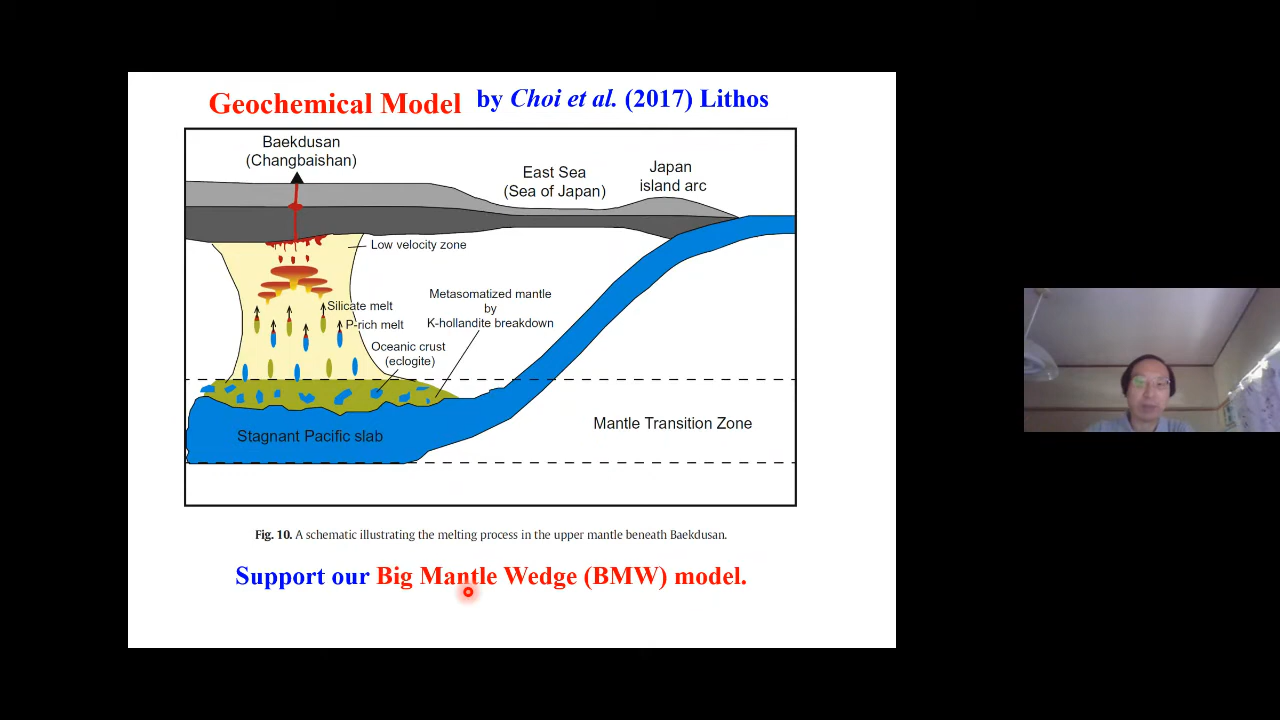 Geochemical Model by Choi et al. (2017) Lithos
Baekdusan
(Changbaishan)
East Sea
(Sea of Japan)
Japan
island arc
Low velocity zone
Silicate melt
P-rich melt
Metasomatized mantle
by
K-hollandite breakdown
Oceanic crust
(eclogite)
Stagnant Pacific slab
Mantle Transition Zone
Fig. 10. A schematic illustrating the melting process in the upper mantle beneath Baekdusan.
Support our Big Mantle Wedge (BMW) model.